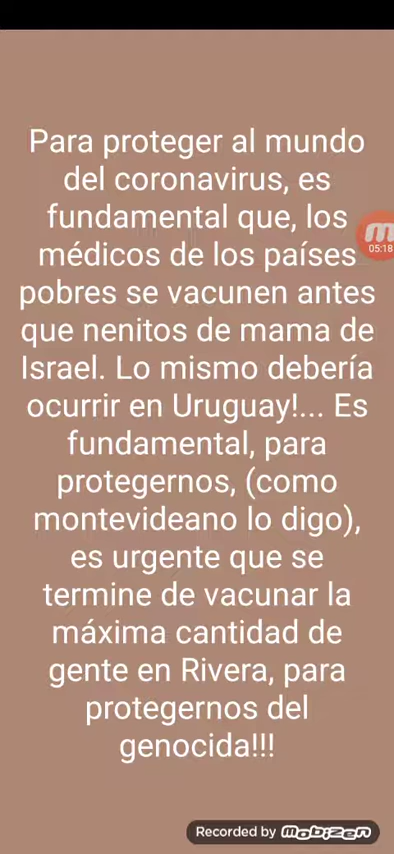 Para proteger al mundo
del coronavirus, es
fundamental que, los
médicos de los países
pobres se vacunen antes
que nenitos de mama de
Israel. Lo mismo debería
ocurrir en Uruguay!... Es
fundamental, para
protegernos, (como
montevideano lo digo),
es urgente que se
termine de vacunar la
máxima cantidad de
gente en Rivera, para
protegernos del
genocida!!!
m
05:18
Recorded by mobizen